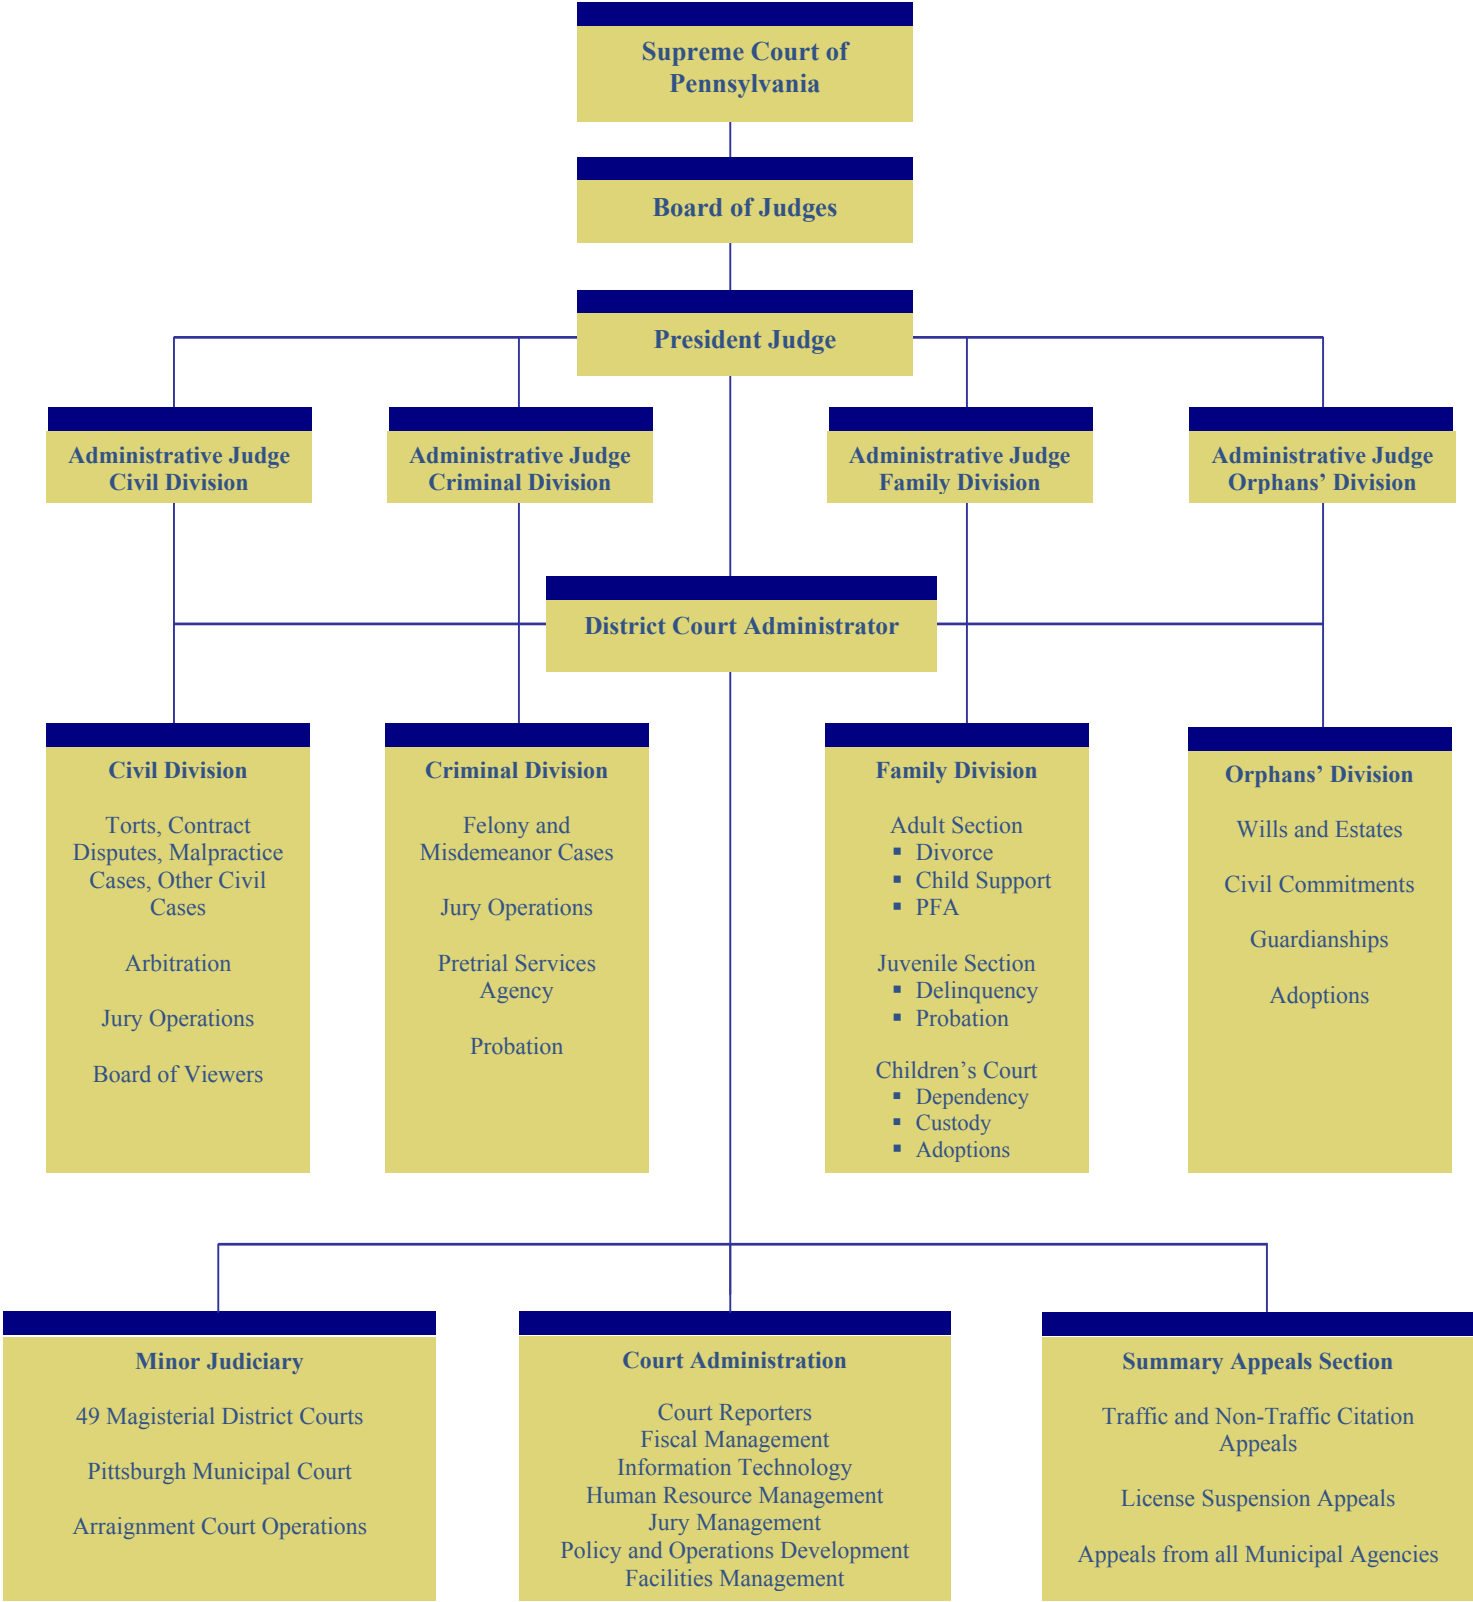 Supreme Court of
Pennsylvania
Board of Judges
President Judge
Administrative Judge
Civil Division
Administrative Judge
Criminal Division
Administrative Judge
Family Division
Administrative Judge
Orphans’ Division
District Court Administrator
Civil Division
Torts, Contract
Disputes, Malpractice
Cases, Other Civil
Cases
Arbitration
Jury Operations
Board of Viewers
Criminal Division
Felony and
Misdemeanor Cases
Jury Operations
Pretrial Services
Agency
Probation
Family Division
Adult Section
▪ Divorce
▪ Child Support
▪ PFA
Juvenile Section
▪ Delinquency
▪ Probation
Children’s Court
▪ Dependency
▪ Custody
▪ Adoptions
Orphans’ Division
Wills and Estates
Civil Commitments
Guardianships
Adoptions
Minor Judiciary
49 Magisterial District Courts
Pittsburgh Municipal Court
Arraignment Court Operations
Court Administration
Court Reporters
Fiscal Management
Information Technology
Human Resource Management
Jury Management
Policy and Operations Development
Facilities Management
Summary Appeals Section
Traffic and Non-Traffic Citation
Appeals
License Suspension Appeals
Appeals from all Municipal Agencies